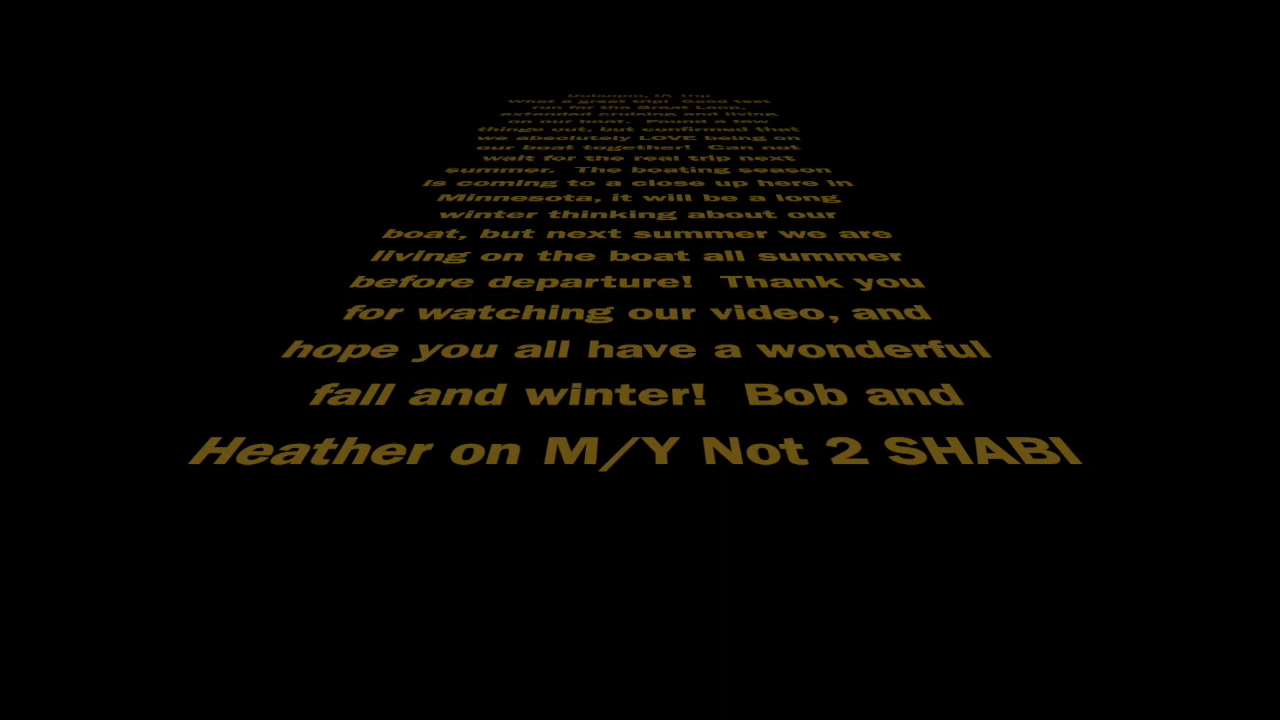 Dubuque, IA Trip
What a great trip!  Good test
run for the Great Loop,
extended cruising and living
on our boat.  Found a few
things out, but confirmed that
we absolutely LOVE being on
our boat together!  Can not
wait for the real trip next
summer.  The boating season
is coming to a close up here in
Minnesota, it will be a long
winter thinking about our
boat, but next summer we are
living on the boat all summer
before departure!  Thank you
for watching our video, and
hope you all have a wonderful
fall and winter!  Bob and
Heather on M/Y Not 2 SHABI